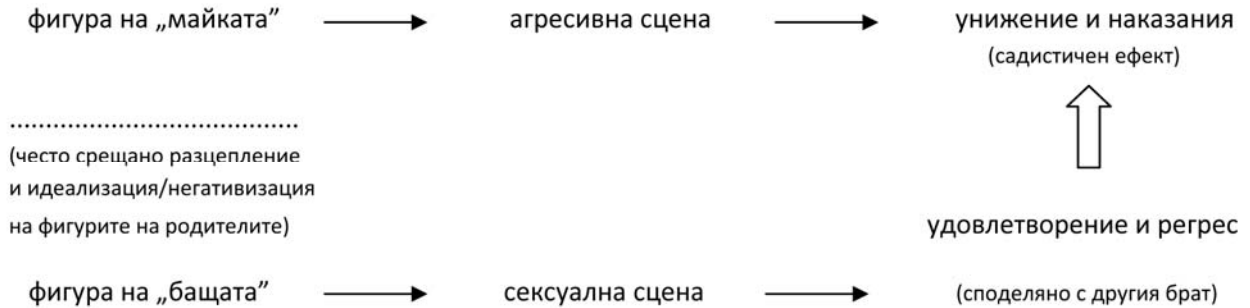 фигура на „майката” агресивна сцена унижение и наказания
(садистичен ефект)
........................................
(често срещано разцепление
и идеализация/негативизация
на фигурите на родителите)
удовлетворение и регрес
фигура на „бащата” сексуална сцена (споделяно с другия брат)